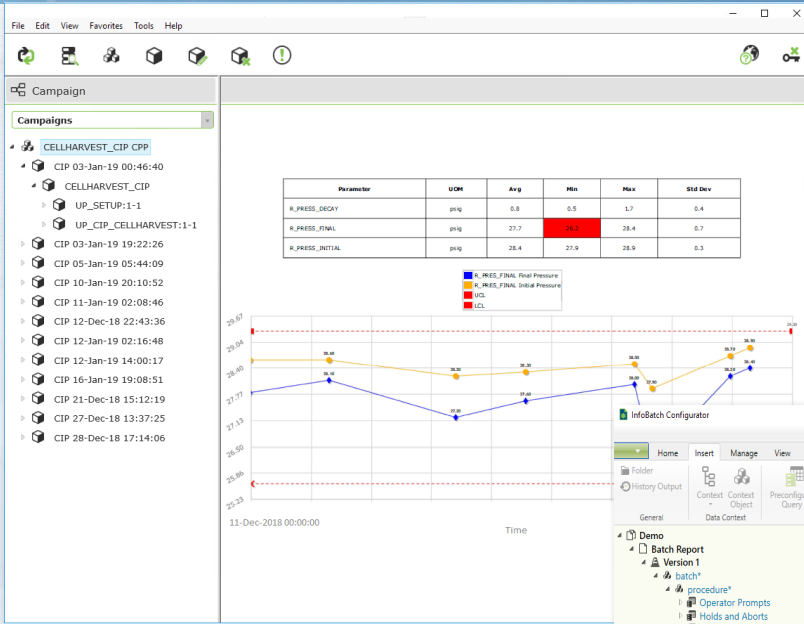 File Edit View Favorites Tools Help
Campaign
Campaigns
CELLHARVEST_CIP CPP
CIP 03-Jan-19 00:46:40
CELLHARVEST_CIP
UP_SETUP:1-1
UP_CIP_CELLHARVEST:1-1
CIP 03-Jan-19 19:22:26
CIP 05-Jan-19 05:44:09
CIP 10-Jan-19 20:10:52
CIP 11-Jan-19 02:08:46
CIP 12-Dec-18 22:43:36
CIP 12-Jan-19 02:16:48
CIP 12-Jan-19 14:00:17
CIP 16-Jan-19 19:08:51
CIP 21-Dec-18 15:12:19
CIP 27-Dec-18 13:37:25
CIP 28-Dec-18 17:14:06
Parameter UOM Avg Min Max Std Dev
R_PRESS_DECAY psig 0.8 0.5 1.7 0.4
R_PRESS_FINAL psig 27.7 28.4 0.7
R_PRESS_INITIAL psig 28.4 27.9 28.9 0.3
R_PRES_FINAL Final Pressure
R_PRES_FINAL Initial Pressure
UCL
LCL
29.67
29.04
28.40
27.77
27.13
26.50
25.86
25.23
11-Dec-2018 00:00:00
Time
InfoBatch Configurator
Home Insert Manage View
Folder
History Output
General
Context
Context Object
Data Context
Preconfigu
Query
Demo
Batch Report
Version 1
batch*
procedure*
Operator Prompts
Holds and Aborts